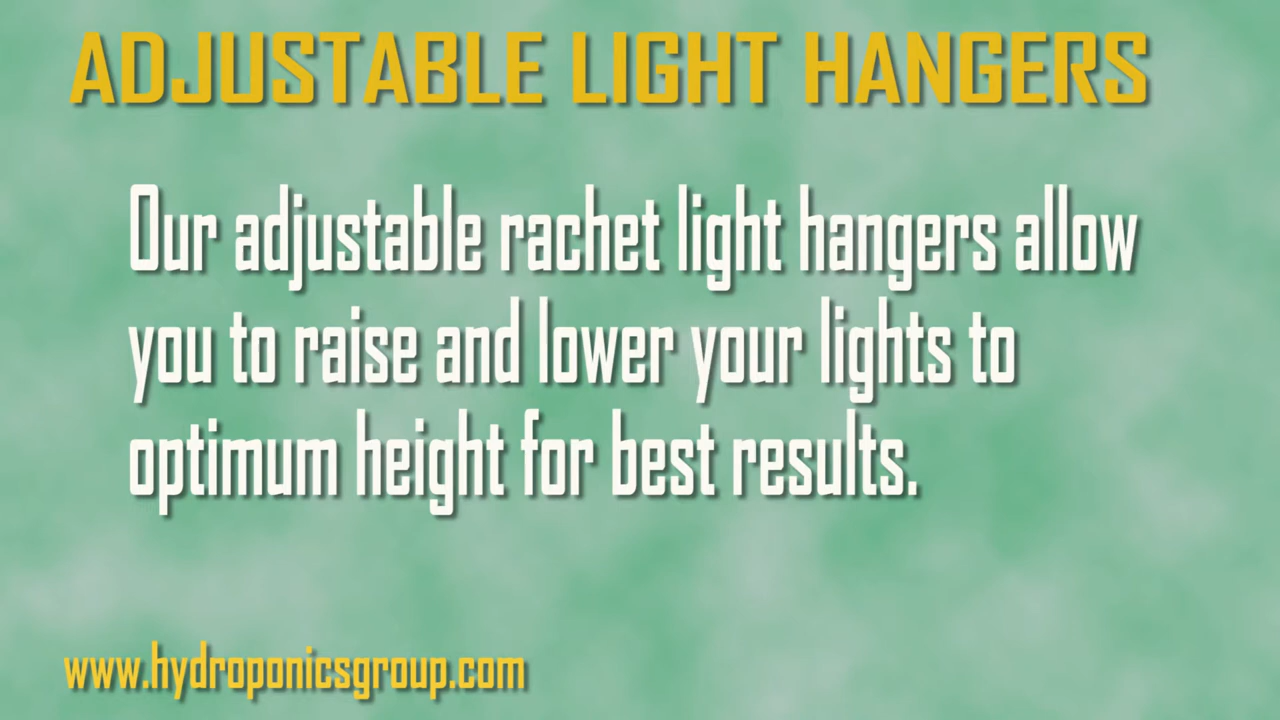 ADJUSTABLE LIGHT HANGERS
Our adjustable rachet light hangers allow
you to raise and lower your lights to
optimum height for best results.
www.hydroponicsgroup.com